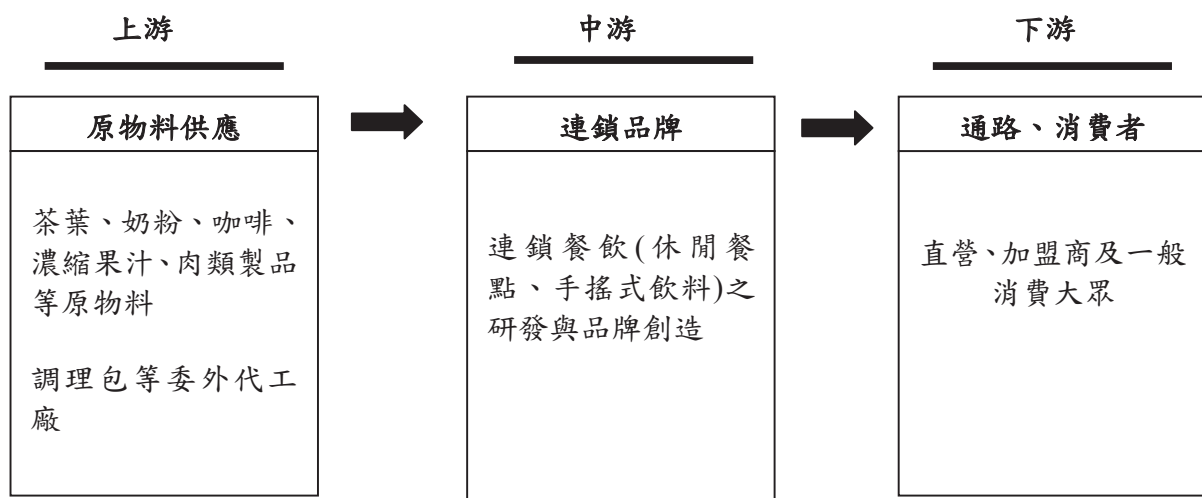 上游
中游
下游
原物料供應
連鎖品牌
通路、消費者
茶葉、奶粉、咖啡、
濃縮果汁、肉類製品
等原物料
調理包等委外代工
廠
連鎖餐飲(休閒餐
點、手搖式飲料)之
研發與品牌創造
直營、加盟商及一般
消費大眾